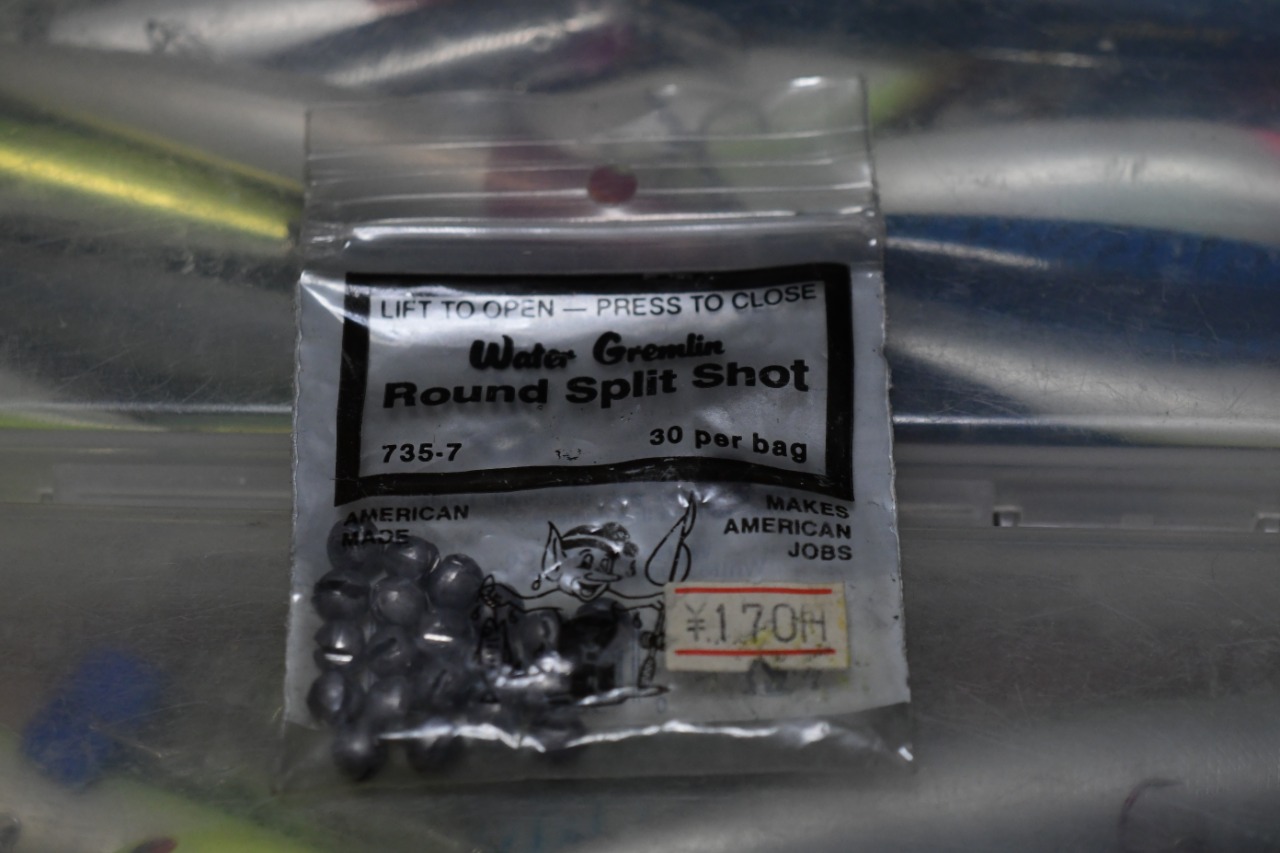 LIFT TO OPEN — PRESS TO CLOSE
Water Gremlin
Round Split Shot
735-7
30 per bag
AMERICAN
MADE
MAKES
AMERICAN
JOBS
¥170円